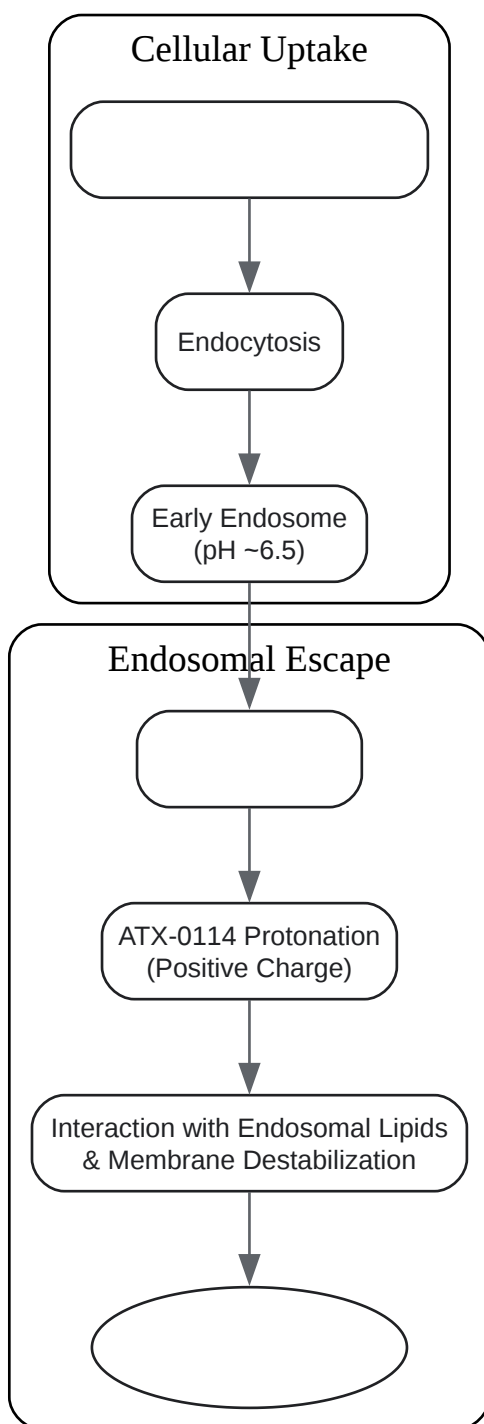 Cellular Uptake
Endocytosis
Early Endosome
(pH ~6.5)
Endosomal Escape
ATX-0114 Protonation
(Positive Charge)
Interaction with Endosomal Lipids
& Membrane Destabilization